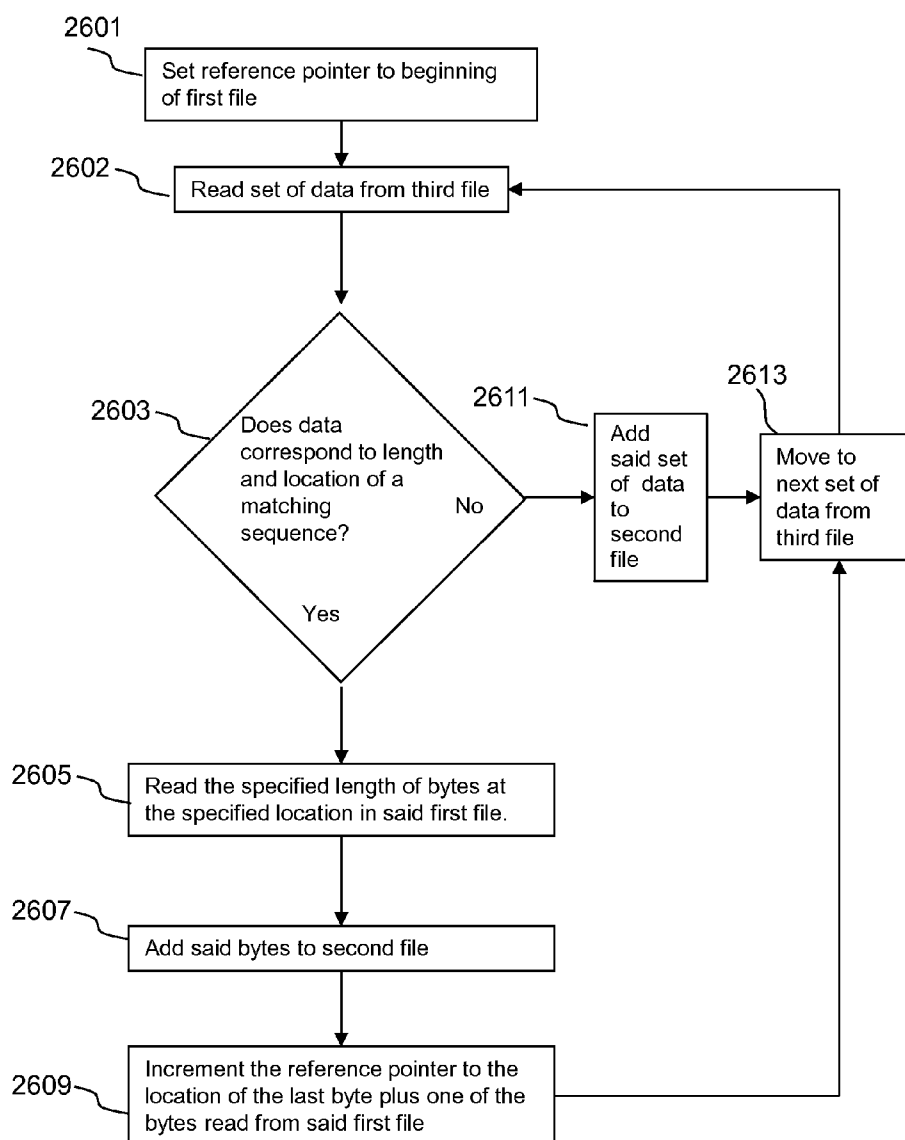 2601
Set reference pointer to beginning
of first file
2602
Read set of data from third file
2603
Does data
correspond to length
and location of a
matching
sequence?
No
Yes
2611
Add
said set
of data
to
second
file
2613
Move to
next set of
data from
third file
2605
Read the specified length of bytes at
the specified location in said first file.
2607
Add said bytes to second file
2609
Increment the reference pointer to the
location of the last byte plus one of the
bytes read from said first file